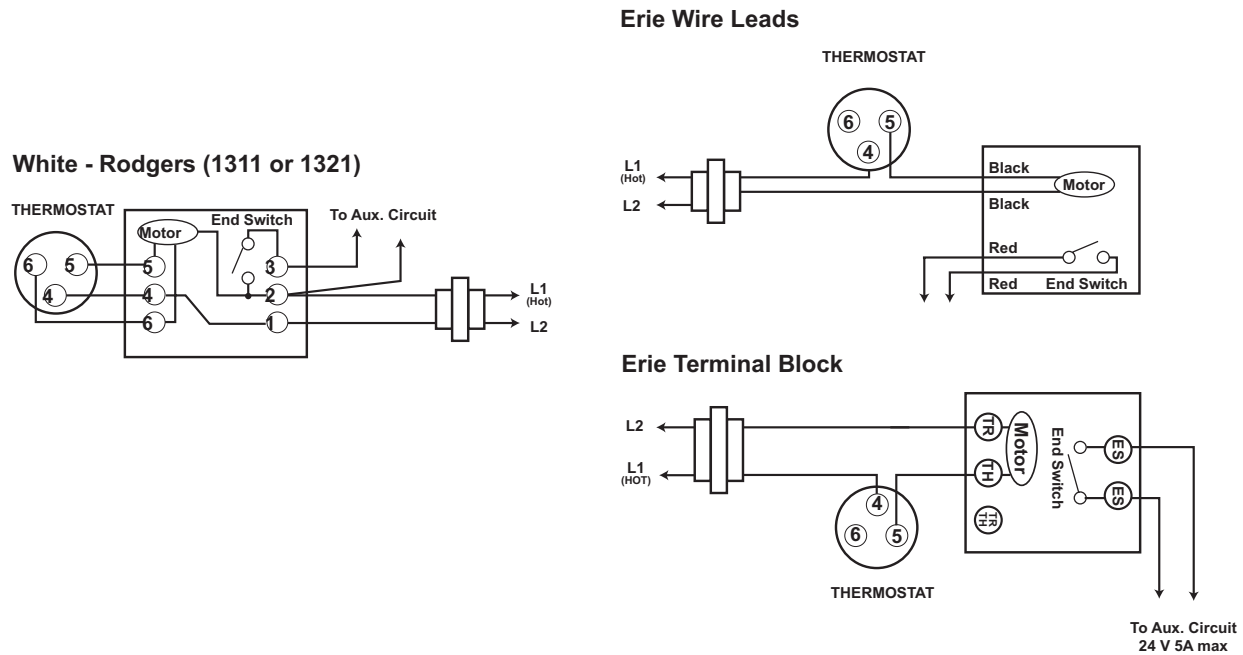 Erie Wire Leads
THERMOSTAT
6
5
4
L1
(Hot)
L2
Black
Motor
Black
Red
Red
End Switch
White - Rodgers (1311 or 1321)
THERMOSTAT
6
5
4
Motor
End Switch
5
4
6
3
2
1
To Aux. Circuit
L1
(Hot)
L2
Erie Terminal Block
L2
L1
(HOT)
4
6
5
THERMOSTAT
TR
TH
TR
TH
Motor
End Switch
ES
ES
To Aux. Circuit
24 V 5A max